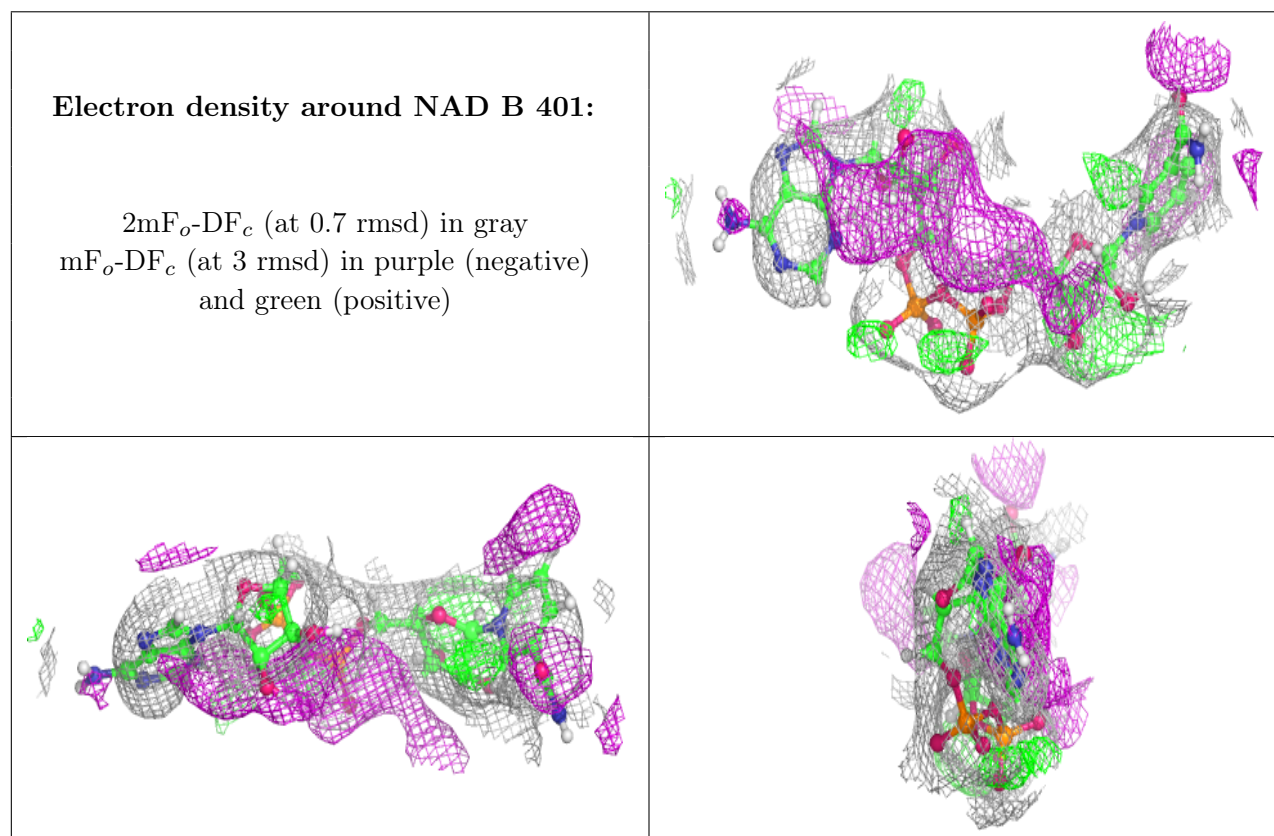 Electron density around NAD B 401:
2mFₒ-DF𝒸 (at 0.7 rmsd) in gray
mFₒ-DF𝒸 (at 3 rmsd) in purple (negative)
and green (positive)